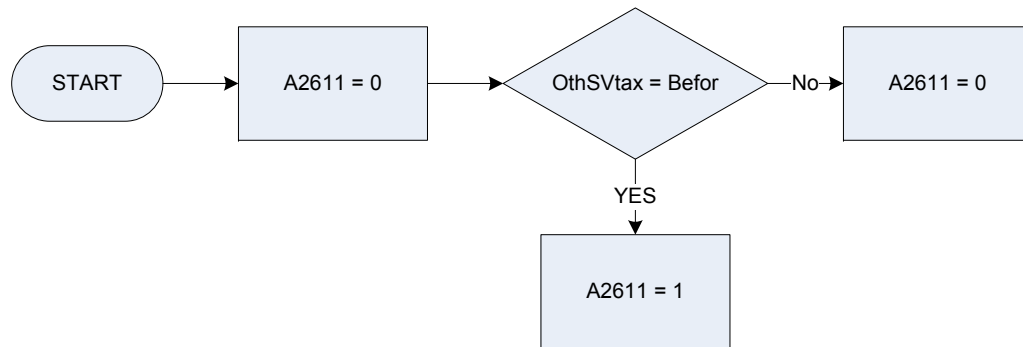 START
A2611 = 0
OthSVtax = Befor
No
A2611 = 0
YES
A2611 = 1